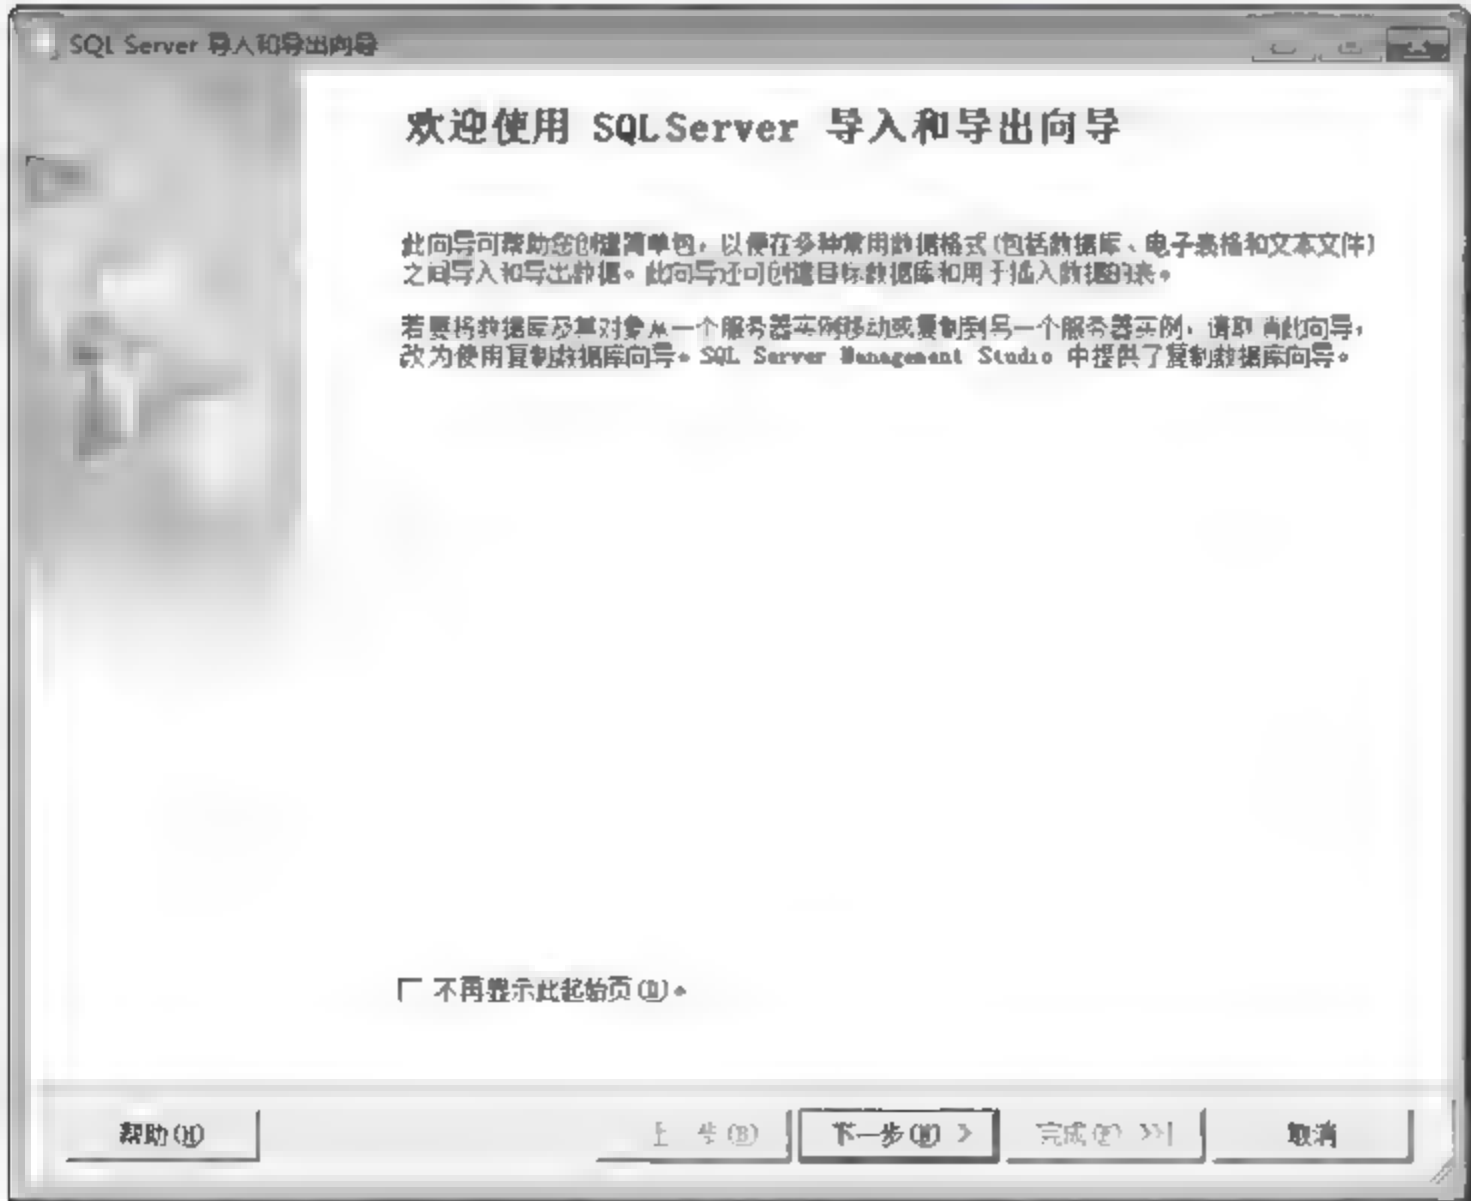 SQL Server 导入和导出向导
欢迎使用 SQLServer 导入和导出向导
此向导可帮助您创建简单包，以便在多种常用数据格式(包括数据库、电子表格和文本文件)
之间导入和导出数据。此向导还可创建目标数据库和用于插入数据的表。
若要将数据库及其对象从一个服务器实例移动或复制到另一个服务器实例，请取消此向导，
改为使用复制数据库向导。SQL Server Management Studio 中提供了复制数据库向导。
不再显示此起始页(D)。
帮助(H) 上一步(B) 下一步(N) > 完成(F) >>| 取消